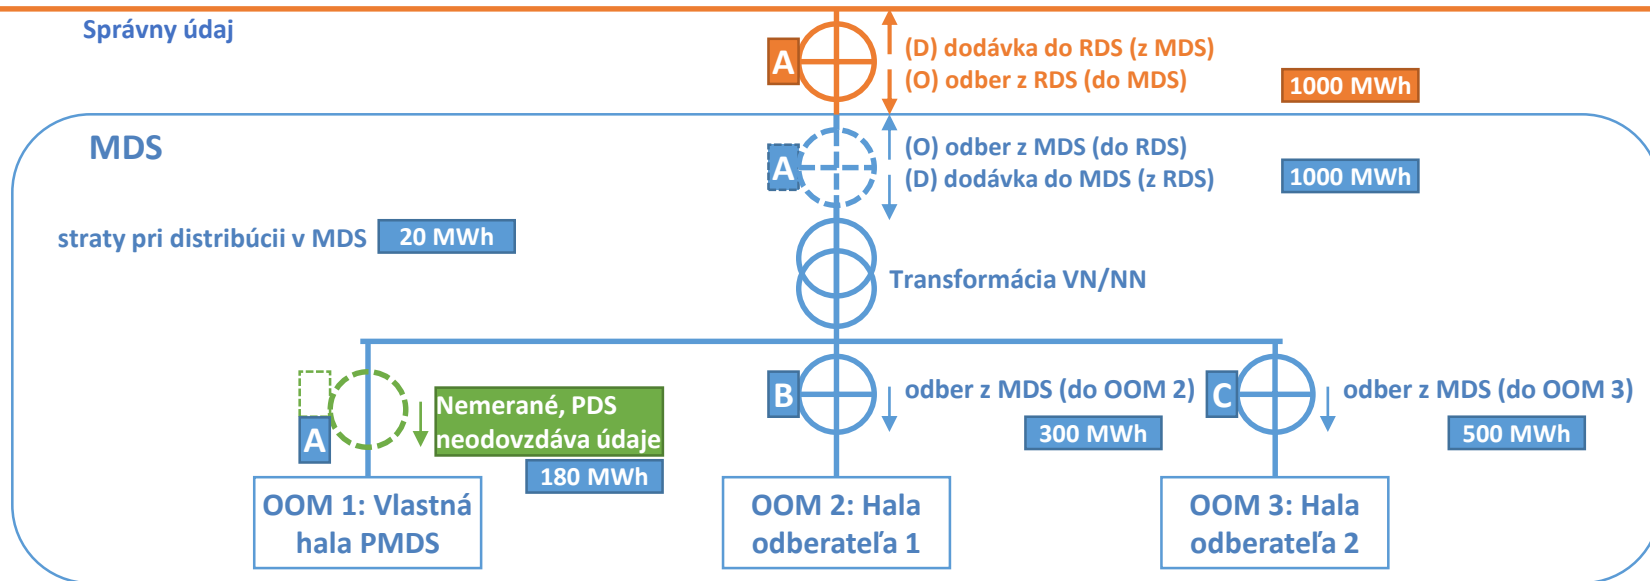 Správny údaj
A
(D) dodávka do RDS (z MDS)
(O) odber z RDS (do MDS)
1000 MWh
MDS
A
(O) odber z MDS (do RDS)
(D) dodávka do MDS (z RDS)
1000 MWh
straty pri distribúcii v MDS
20 MWh
Transformácia VN/NN
A
Nemerané, PDS
neodovzdáva údaje
180 MWh
B
odber z MDS (do OOM 2)
300 MWh
C
odber z MDS (do OOM 3)
500 MWh
OOM 1: Vlastná
hala PMDS
OOM 2: Hala
odberateľa 1
OOM 3: Hala
odberateľa 2